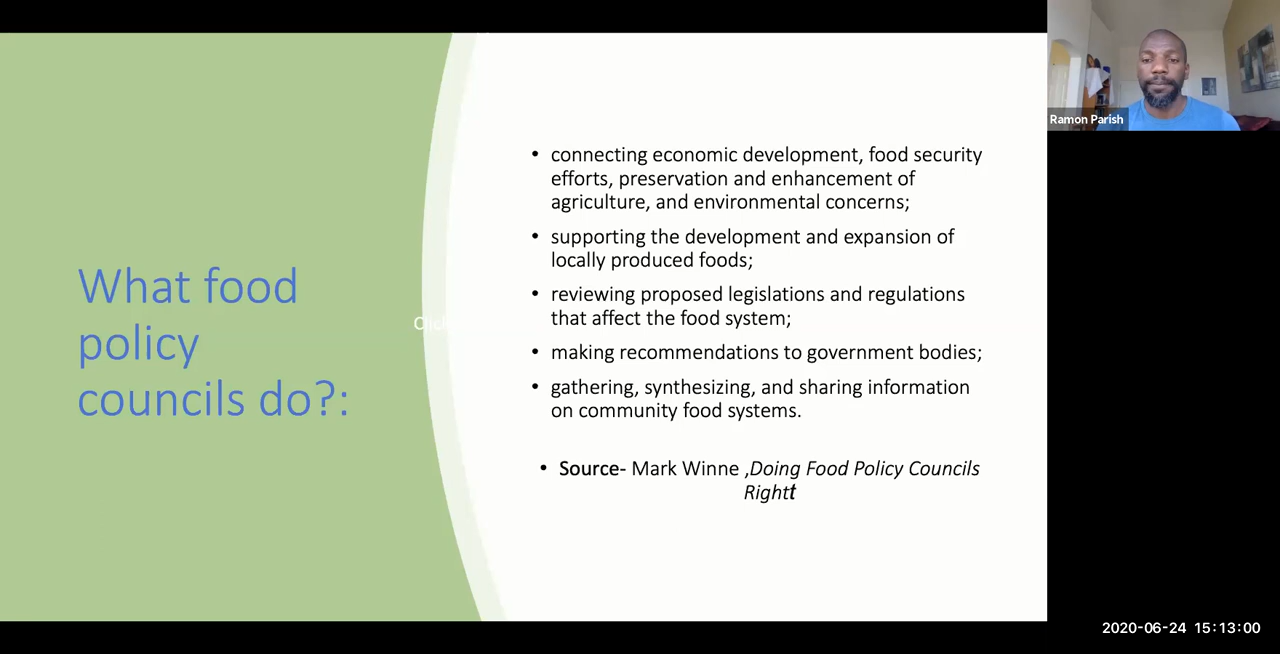 What food
policy
councils do?:
• connecting economic development, food security
efforts, preservation and enhancement of
agriculture, and environmental concerns;
• supporting the development and expansion of
locally produced foods;
• reviewing proposed legislations and regulations
that affect the food system;
• making recommendations to government bodies;
• gathering, synthesizing, and sharing information
on community food systems.
• Source- Mark Winne ,Doing Food Policy Councils
Rightt
Ramon Parish
2020-06-24 15:13:00